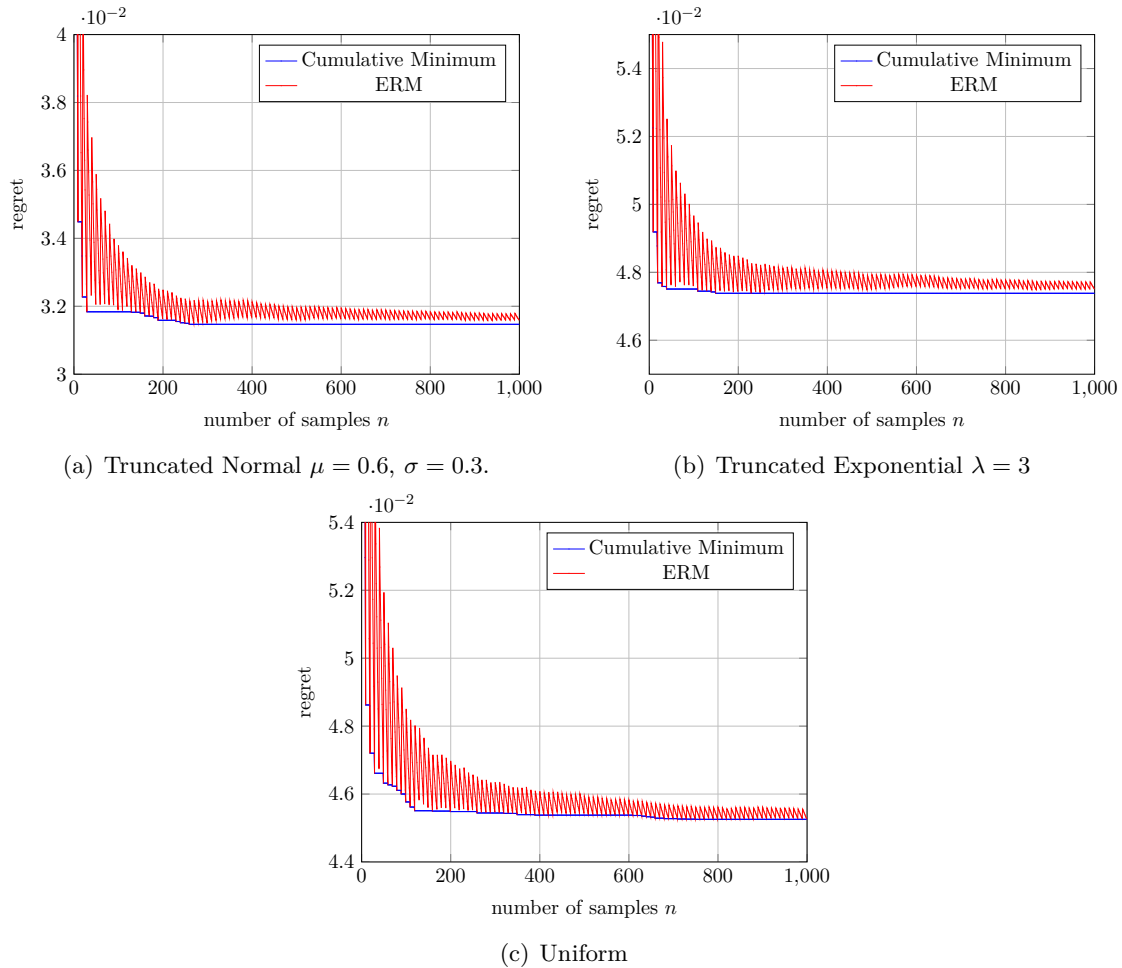 ·10⁻²
4
3.8
3.6
3.4
3.2
3
regret
Cumulative Minimum
ERM
0 200 400 600 800 1,000
number of samples n
(a) Truncated Normal μ = 0.6, σ = 0.3.
·10⁻²
5.4
5.2
5
4.8
4.6
regret
Cumulative Minimum
ERM
0 200 400 600 800 1,000
number of samples n
(b) Truncated Exponential λ = 3
·10⁻²
5.4
5.2
5
4.8
4.6
4.4
regret
Cumulative Minimum
ERM
0 200 400 600 800 1,000
number of samples n
(c) Uniform